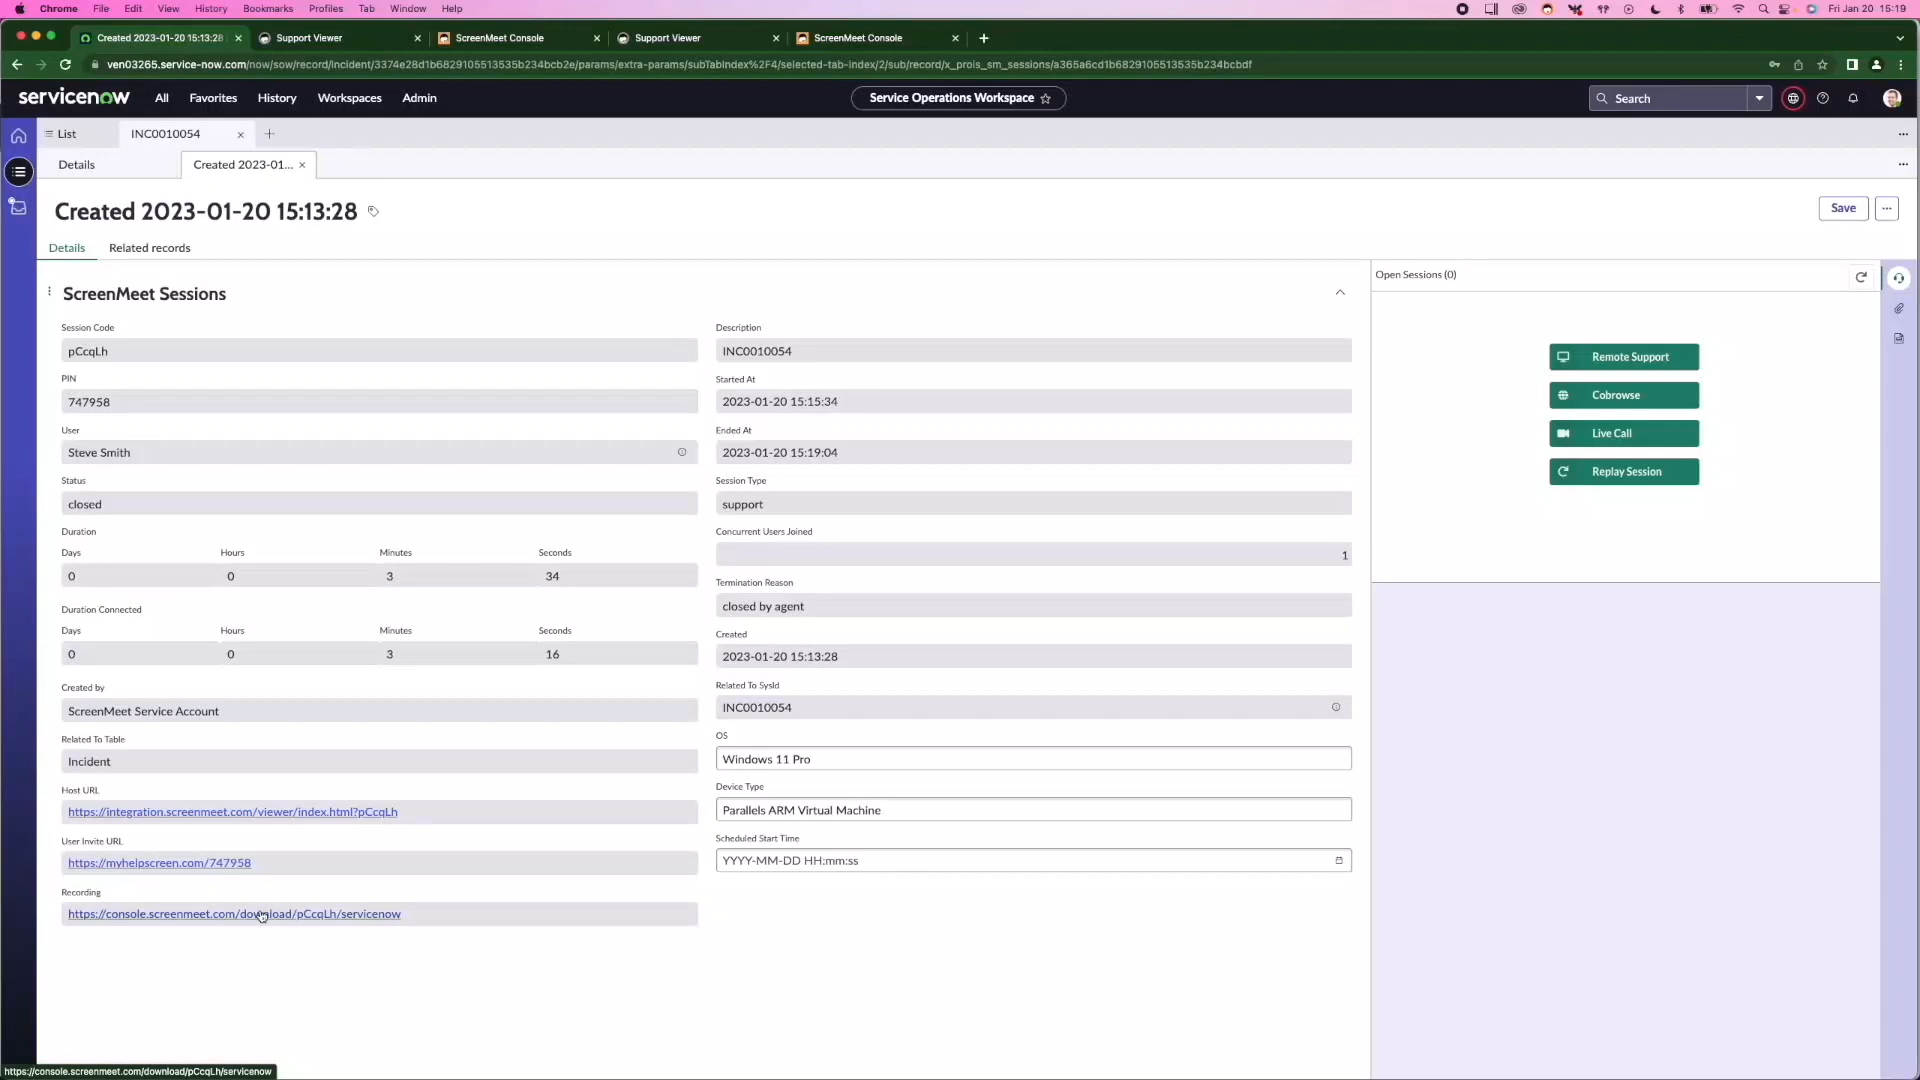 Chrome File Edit View History Bookmarks Profiles Tab Window Help Fri Jan 20 15:19
Created 2023-01-20 15:13:28 Support Viewer ScreenMeet Console Support Viewer ScreenMeet Console
ven03265.service-now.com/now/sow/record/incident/3374e28d1b6829105513535b234bcb2e/params/extra-params/subTabIndex%2F4/selected-tab-index/2/sub/record/x_prois_sm_sessions/a365a6cd1b6829105513535b234bcbdf
servicenow All Favorites History Workspaces Admin Service Operations Workspace Search
List INC0010054
Details Created 2023-01...
Created 2023-01-20 15:13:28 Save
Details Related records
ScreenMeet Sessions
Session Code
pCcqLh
PIN
747958
User
Steve Smith
Status
closed
Duration
Days Hours Minutes Seconds
0 0 3 34
Duration Connected
Days Hours Minutes Seconds
0 0 3 16
Created by
ScreenMeet Service Account
Related To Table
Incident
Host URL
https://integration.screenmeet.com/viewer/index.html?pCcqLh
User Invite URL
https://myhelpscreen.com/747958
Recording
https://console.screenmeet.com/download/pCcqLh/servicenow
Description
INC0010054
Started At
2023-01-20 15:15:34
Ended At
2023-01-20 15:19:04
Session Type
support
Concurrent Users Joined
1
Termination Reason
closed by agent
Created
2023-01-20 15:13:28
Related To SysId
INC0010054
OS
Windows 11 Pro
Device Type
Parallels ARM Virtual Machine
Scheduled Start Time
YYYY-MM-DD HH:mm:ss
Open Sessions (0)
Remote Support
Cobrowse
Live Call
Replay Session
https://console.screenmeet.com/download/pCcqLh/servicenow